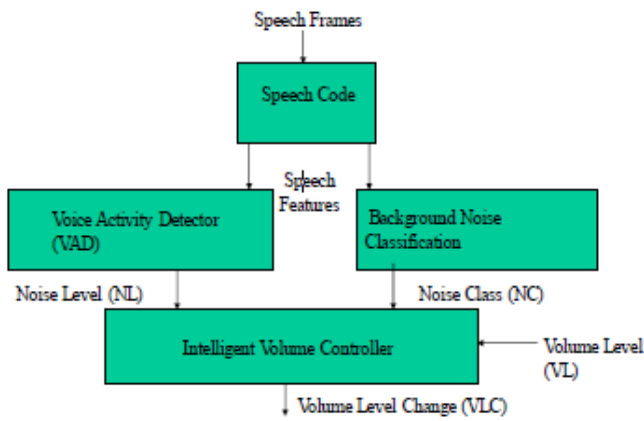 Speech Frames
Speech Code
Speech
Features
Voice Activity Detector
(VAD)
Background Noise
Classification
Noise Level (NL)
Noise Class (NC)
Intelligent Volume Controller
Volume Level
(VL)
Volume Level Change (VLC)